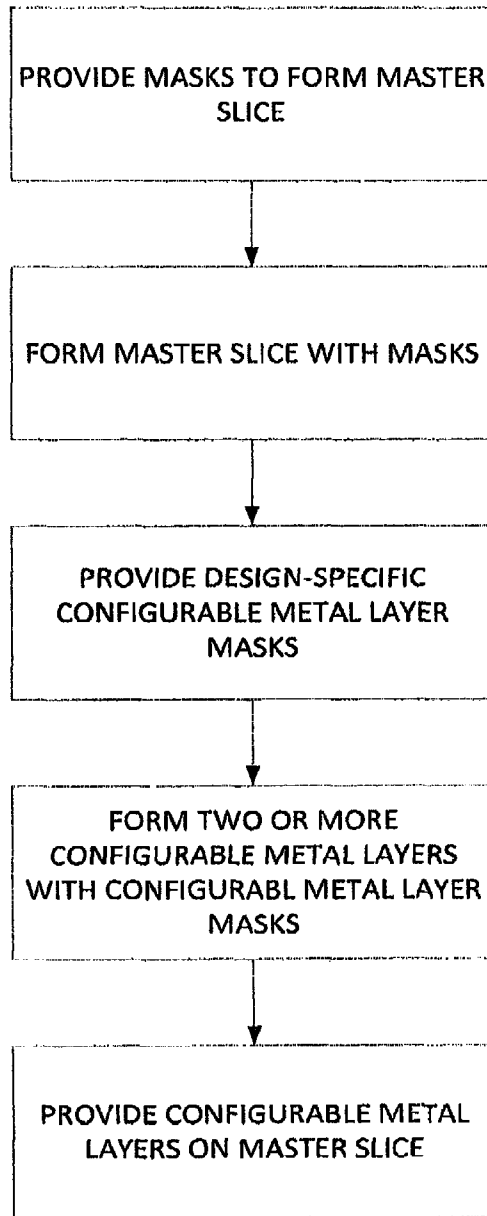 PROVIDE MASKS TO FORM MASTER
SLICE
FORM MASTER SLICE WITH MASKS
PROVIDE DESIGN-SPECIFIC
CONFIGURABLE METAL LAYER
MASKS
FORM TWO OR MORE
CONFIGURABLE METAL LAYERS
WITH CONFIGURABL METAL LAYER
MASKS
PROVIDE CONFIGURABLE METAL
LAYERS ON MASTER SLICE